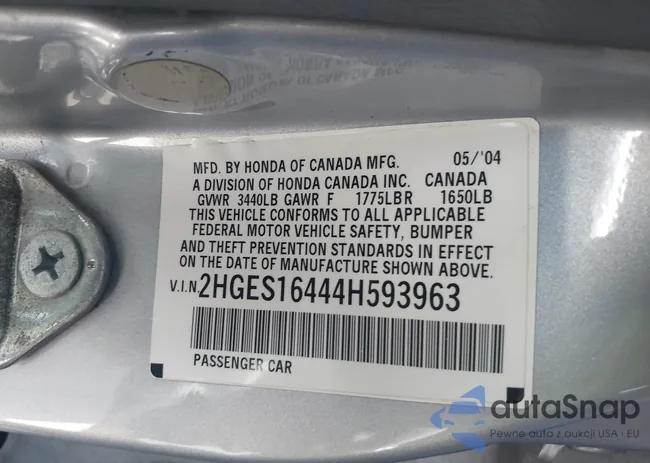 MFD. BY HONDA OF CANADA MFG. 05/'04
A DIVISION OF HONDA CANADA INC. CANADA
GVWR 3440LB GAWR F 1775LBR 1650LB
THIS VEHICLE CONFORMS TO ALL APPLICABLE
FEDERAL MOTOR VEHICLE SAFETY, BUMPER
AND THEFT PREVENTION STANDARDS IN EFFECT
ON THE DATE OF MANUFACTURE SHOWN ABOVE.
V.I.N. 2HGES16444H593963
PASSENGER CAR
autaSnap
Pewne auta z aukcji USA i EU